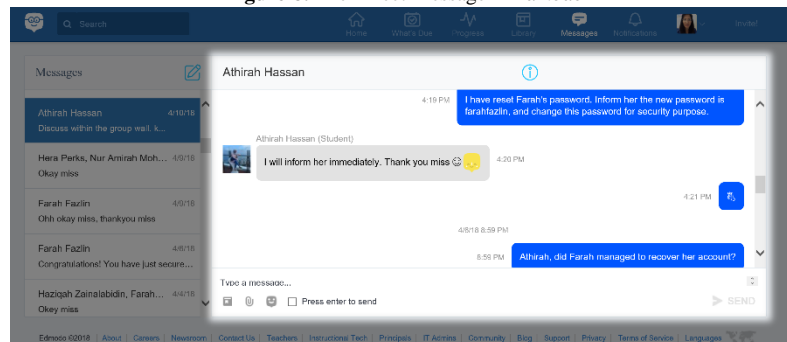 Search
Home What's Due Progress Library Messages Notifications Invite!
Messages
Athirah Hassan 4/10/18
Discuss within the group wall, k...
Hera Perks, Nur Amirah Moh... 4/9/18
Okay miss
Farah Fazlin 4/9/18
Ohh okay miss, thankyou miss
Farah Fazlin 4/6/18
Congratulations! You have just secure...
Haziqah Zainalabidin, Farah... 4/4/18
Okey miss
Athirah Hassan
4:19 PM
I have reset Farah's password. Inform her the new password is
farahfazlin, and change this password for security purpose.
Athirah Hassan (Student)
I will inform her immediately. Thank you miss
4:20 PM
4:21 PM
4/6/18 8:59 PM
8:59 PM
Athirah, did Farah managed to recover her account?
Type a message...
Press enter to send
SEND
Edmodo ©2018 | About | Careers | Newsroom | Contact Us | Teachers | Instructional Tech | Principals | IT Admins | Community | Blog | Support | Privacy | Terms of Service | Languages